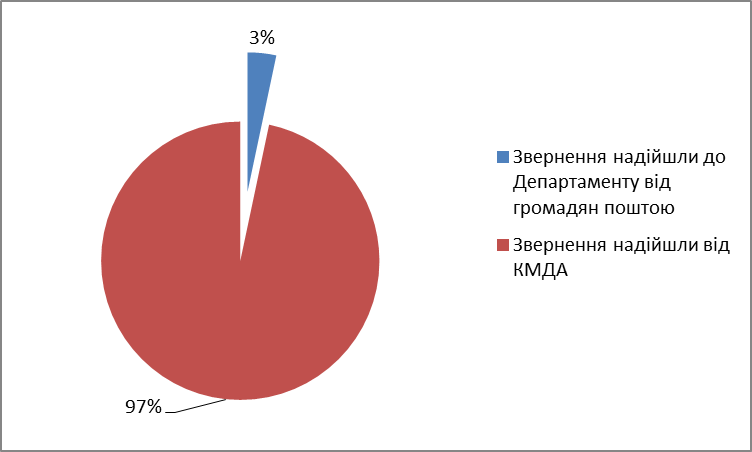 3%
Звернення надійшли до
Департаменту від
громадян поштою
Звернення надійшли від
КМДА
97%